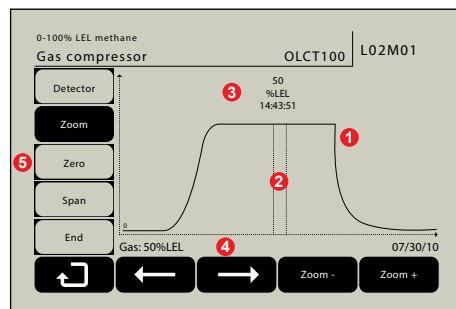 0-100% LEL methane
Gas compressor OLCT100 L02M01
Detector
Zoom
Zero
Span
End
50
%LEL
14:43:51
3
1
2
5
4
0
Gas: 50%LEL 07/30/10
Zoom - Zoom +